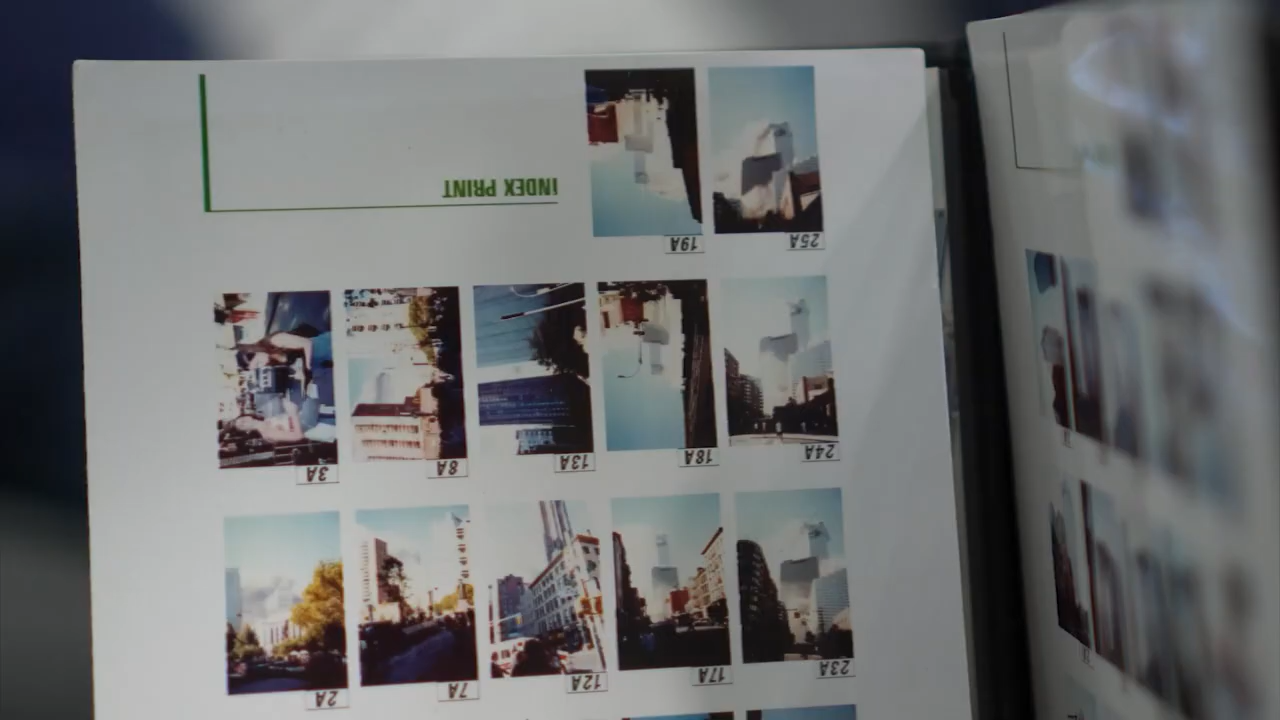 INDEX PRINT
19A
25A
3A
8A
13A
18A
24A
2A
7A
12A
17A
23A